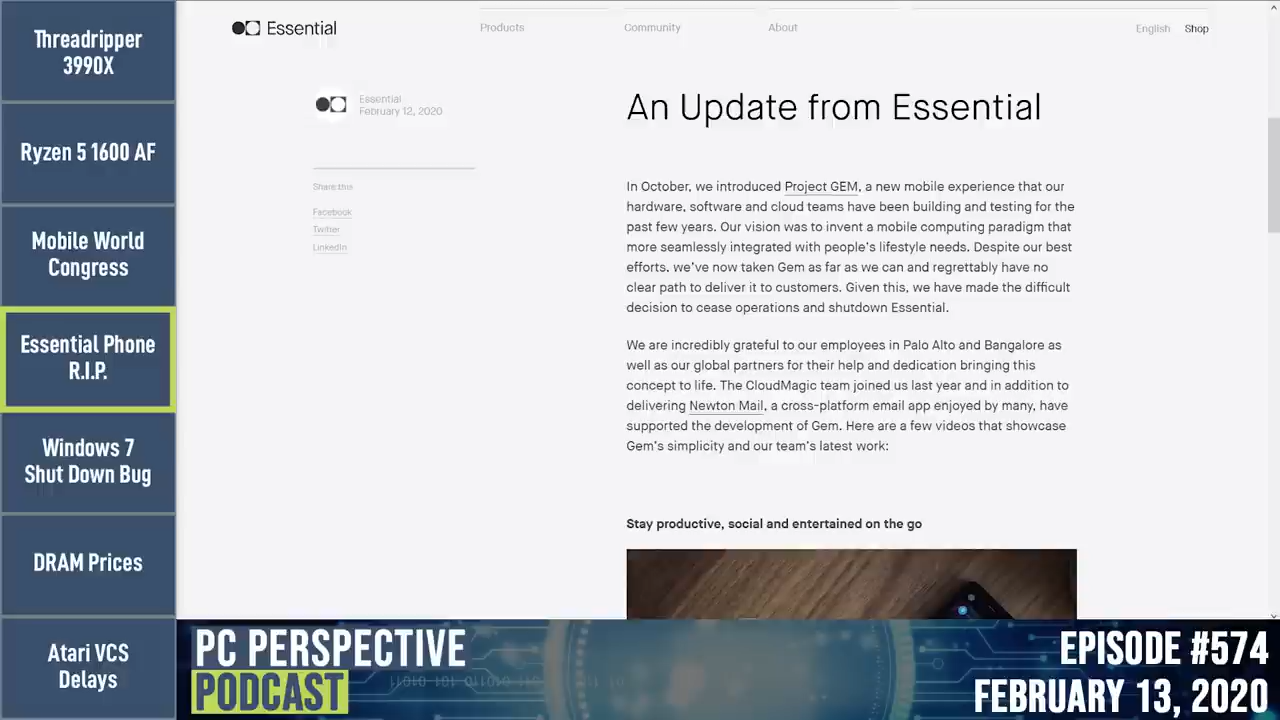 Threadripper
3990X
Ryzen 5 1600 AF
Mobile World
Congress
Essential Phone
R.I.P.
Windows 7
Shut Down Bug
DRAM Prices
Atari VCS
Delays
Essential
Products
Community
About
English
Shop
Essential
February 12, 2020
Share this
Facebook
Twitter
LinkedIn
An Update from Essential
In October, we introduced Project GEM, a new mobile experience that our
hardware, software and cloud teams have been building and testing for the
past few years. Our vision was to invent a mobile computing paradigm that
more seamlessly integrated with people's lifestyle needs. Despite our best
efforts, we've now taken Gem as far as we can and regrettably have no
clear path to deliver it to customers. Given this, we have made the difficult
decision to cease operations and shutdown Essential.
We are incredibly grateful to our employees in Palo Alto and Bangalore as
well as our global partners for their help and dedication bringing this
concept to life. The CloudMagic team joined us last year and in addition to
delivering Newton Mail, a cross-platform email app enjoyed by many, have
supported the development of Gem. Here are a few videos that showcase
Gem's simplicity and our team's latest work:
Stay productive, social and entertained on the go
PC PERSPECTIVE
PODCAST
EPISODE #574
FEBRUARY 13, 2020